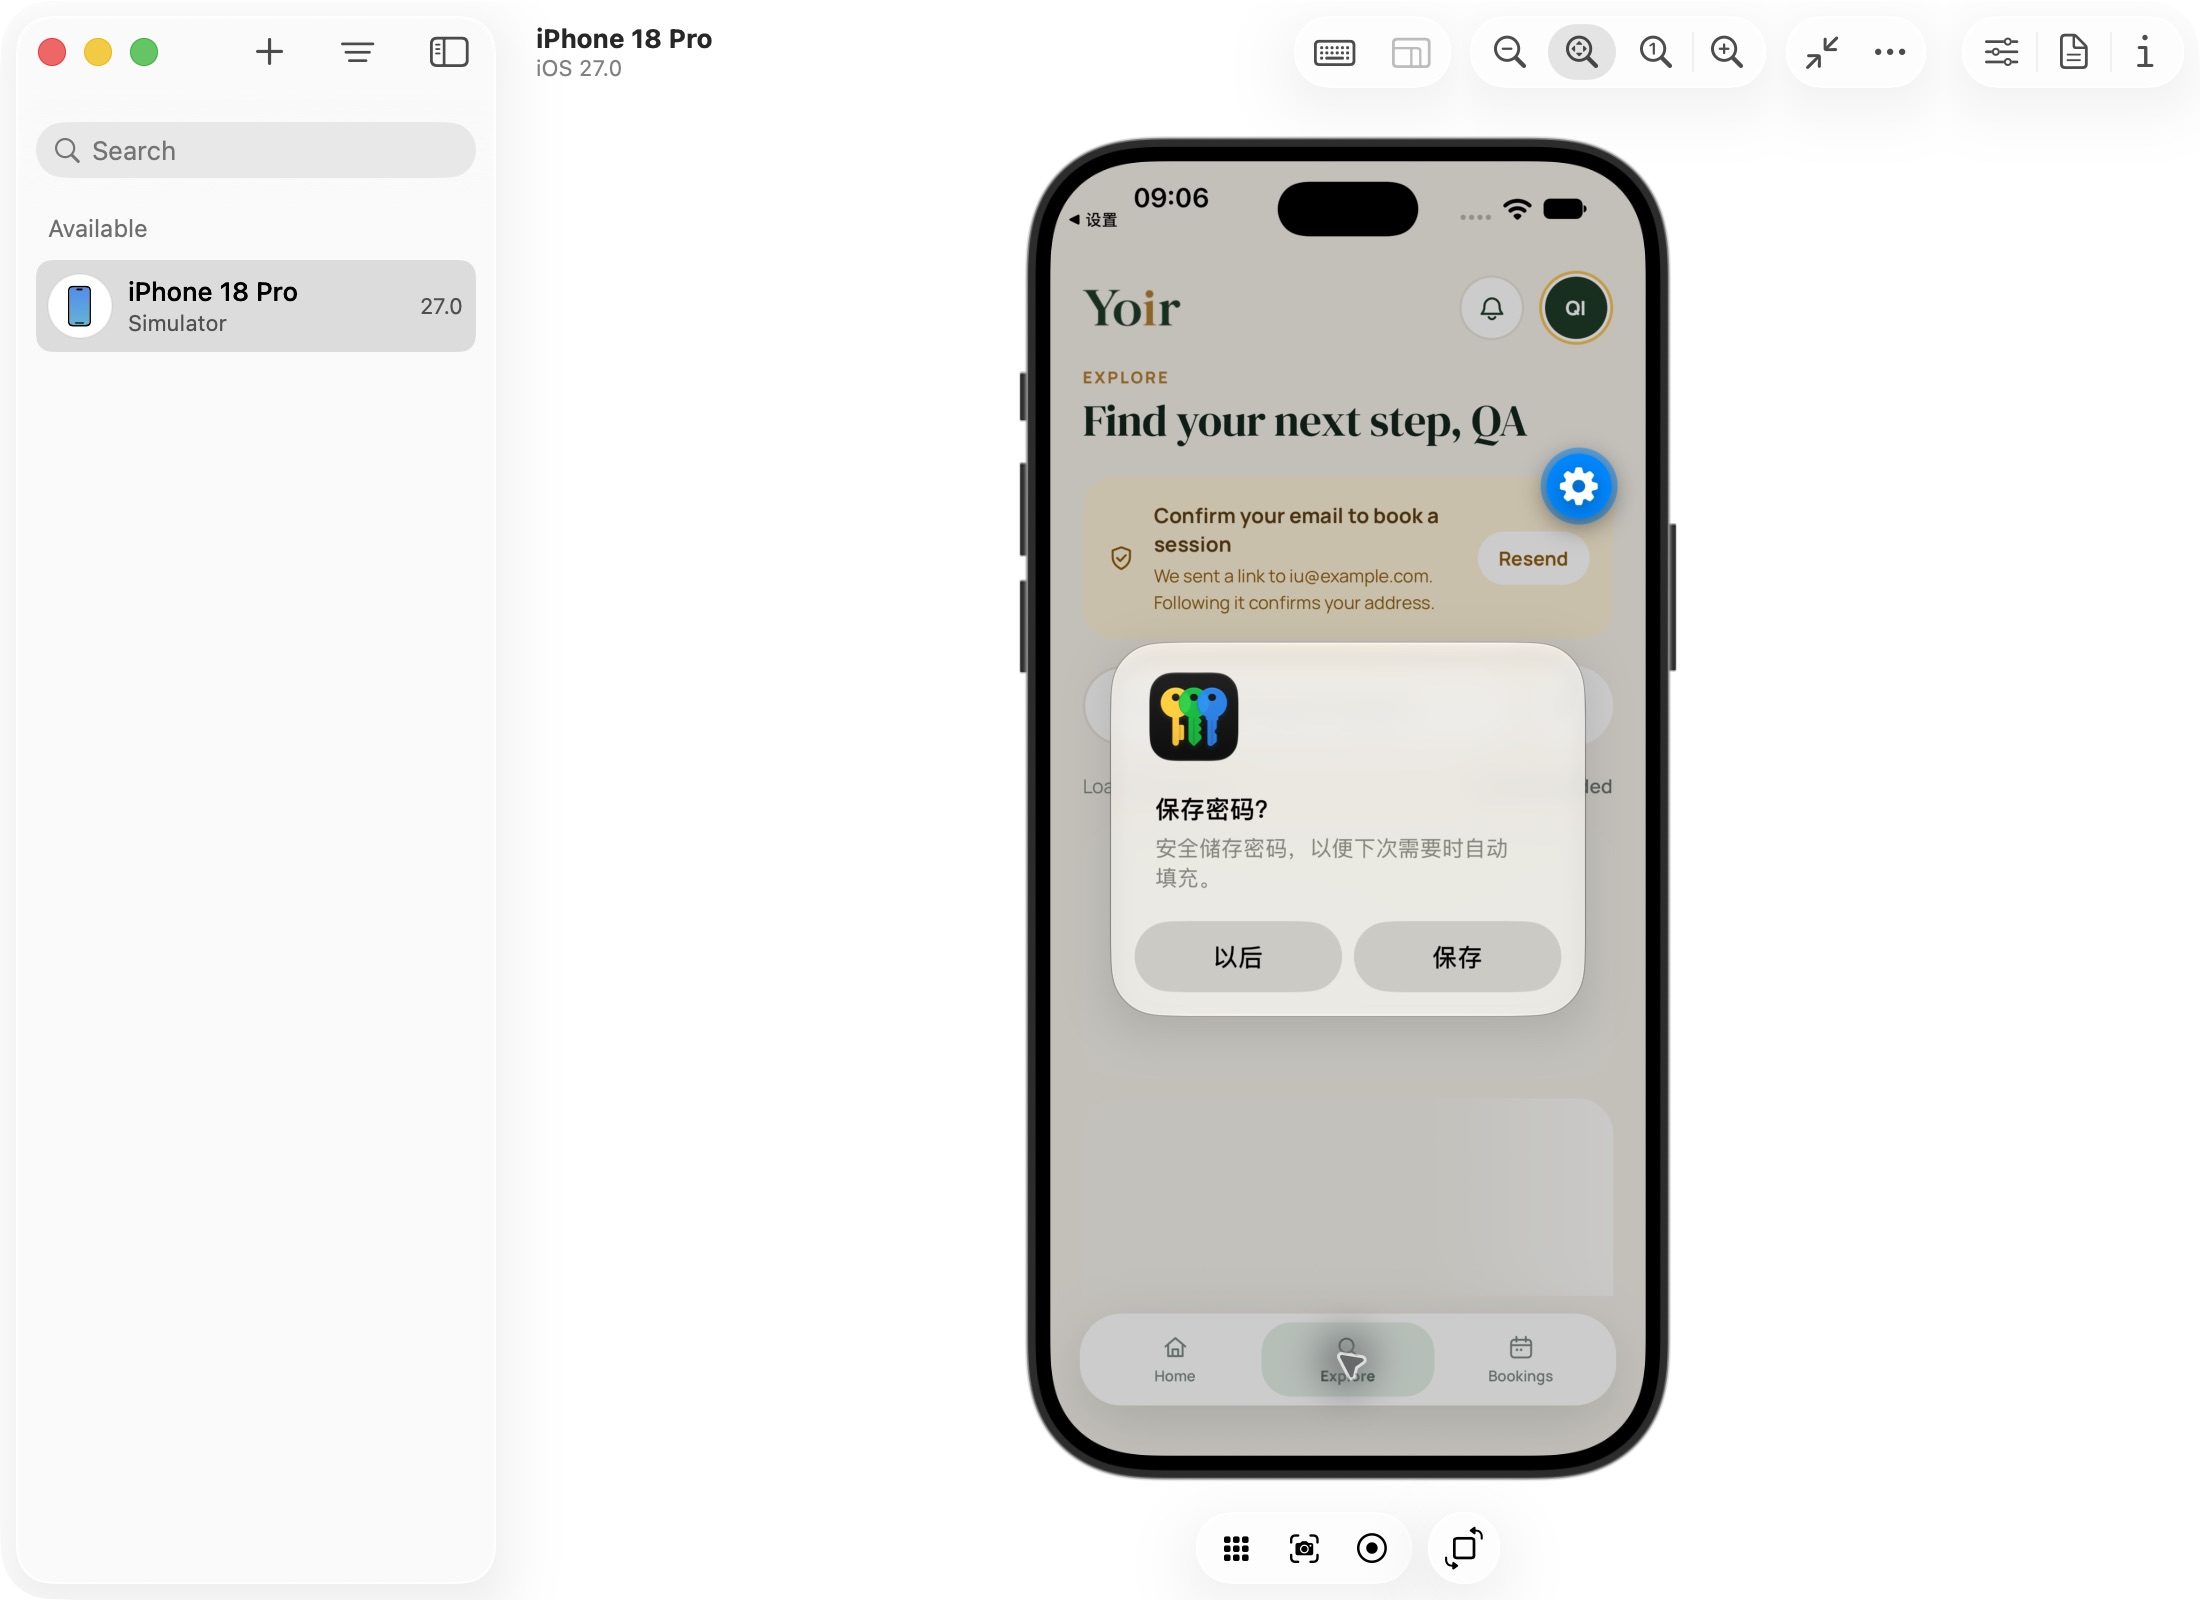 iPhone 18 Pro
iOS 27.0
Search
Available
iPhone 18 Pro
Simulator
27.0
09:06
设置
Yoir
QI
EXPLORE
Find your next step, QA
Confirm your email to book a
session
We sent a link to iu@example.com.
Following it confirms your address.
Resend
保存密码?
安全储存密码，以便下次需要时自动
填充。
以后
保存
Home
Explore
Bookings